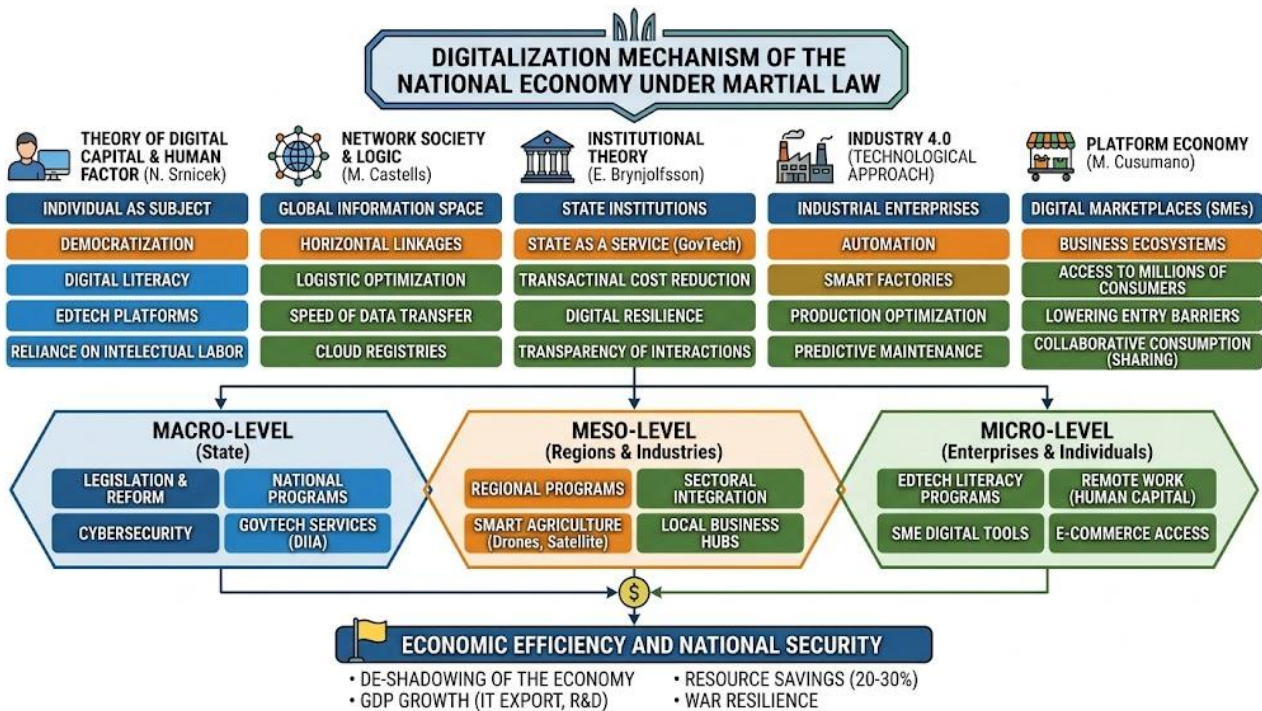 DIGITALIZATION MECHANISM OF THE
NATIONAL ECONOMY UNDER MARTIAL LAW
THEORY OF DIGITAL
CAPITAL & HUMAN
FACTOR (N. Srnicek)
INDIVIDUAL AS SUBJECT
DEMOCRATIZATION
DIGITAL LITERACY
EDTECH PLATFORMS
RELIANCE ON INTELECTUAL LABOR
NETWORK SOCIETY
& LOGIC
(M. Castells)
GLOBAL INFORMATION SPACE
HORIZONTAL LINKAGES
LOGISTIC OPTIMIZATION
SPEED OF DATA TRANSFER
CLOUD REGISTRIES
INSTITUTIONAL
THEORY
(E. Brynjolfsson)
STATE INSTITUTIONS
STATE AS A SERVICE (GovTech)
TRANSACTINAL COST REDUCTION
DIGITAL RESILIENCE
TRANSPARENCY OF INTERACTIONS
INDUSTRY 4.0
(TECHNOLOGICAL
APPROACH)
INDUSTRIAL ENTERPRISES
AUTOMATION
SMART FACTORIES
PRODUCTION OPTIMIZATION
PREDICTIVE MAINTENANCE
PLATFORM ECONOMY
(M. Cusumano)
DIGITAL MARKETPLACES (SMEs)
BUSINESS ECOSYSTEMS
ACCESS TO MILLIONS OF
CONSUMERS
LOWERING ENTRY BARRIERS
COLLABORATIVE CONSUMPTION
(SHARING)
MACRO-LEVEL
(State)
LEGISLATION &
REFORM
NATIONAL
PROGRAMS
CYBERSECURITY
GOVTECH SERVICES
(DIIA)
MESO-LEVEL
(Regions & Industries)
REGIONAL PROGRAMS
SECTORAL
INTEGRATION
SMART AGRICULTURE
(Drones, Satellite)
LOCAL BUSINESS
HUBS
MICRO-LEVEL
(Enterprises & Individuals)
EDTECH LITERACY
PROGRAMS
REMOTE WORK
(HUMAN CAPITAL)
SME DIGITAL TOOLS
E-COMMERCE ACCESS
$
ECONOMIC EFFICIENCY AND NATIONAL SECURITY
• DE-SHADOWING OF THE ECONOMY
• GDP GROWTH (IT EXPORT, R&D)
• RESOURCE SAVINGS (20-30%)
• WAR RESILIENCE